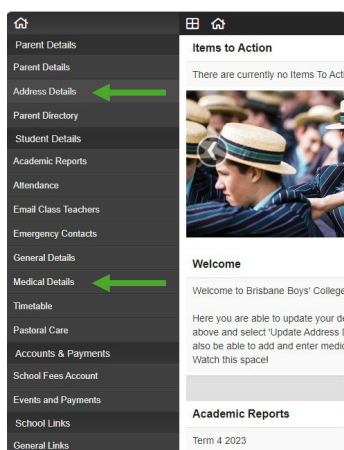 Parent Details
Parent Details
Address Details
Parent Directory
Student Details
Academic Reports
Attendance
Email Class Teachers
Emergency Contacts
General Details
Medical Details
Timetable
Pastoral Care
Accounts & Payments
School Fees Account
Events and Payments
School Links
General Links
Items to Action
There are currently no Items To Acti
Welcome
Welcome to Brisbane Boys' College
Here you are able to update your de
above and select 'Update Address D
also be able to add and enter medic
Watch this space!
Academic Reports
Term 4 2023